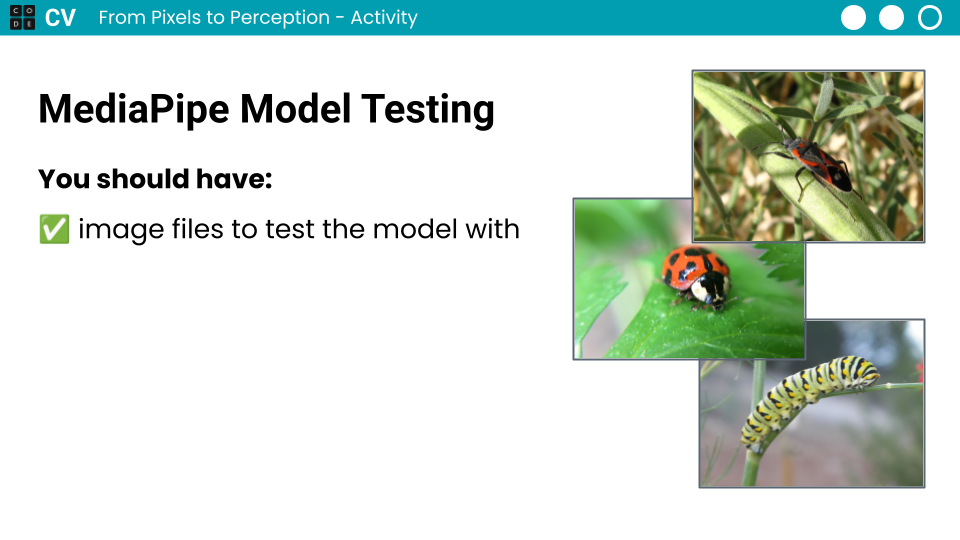 CODE
CV
From Pixels to Perception - Activity
MediaPipe Model Testing
You should have:
✅ image files to test the model with